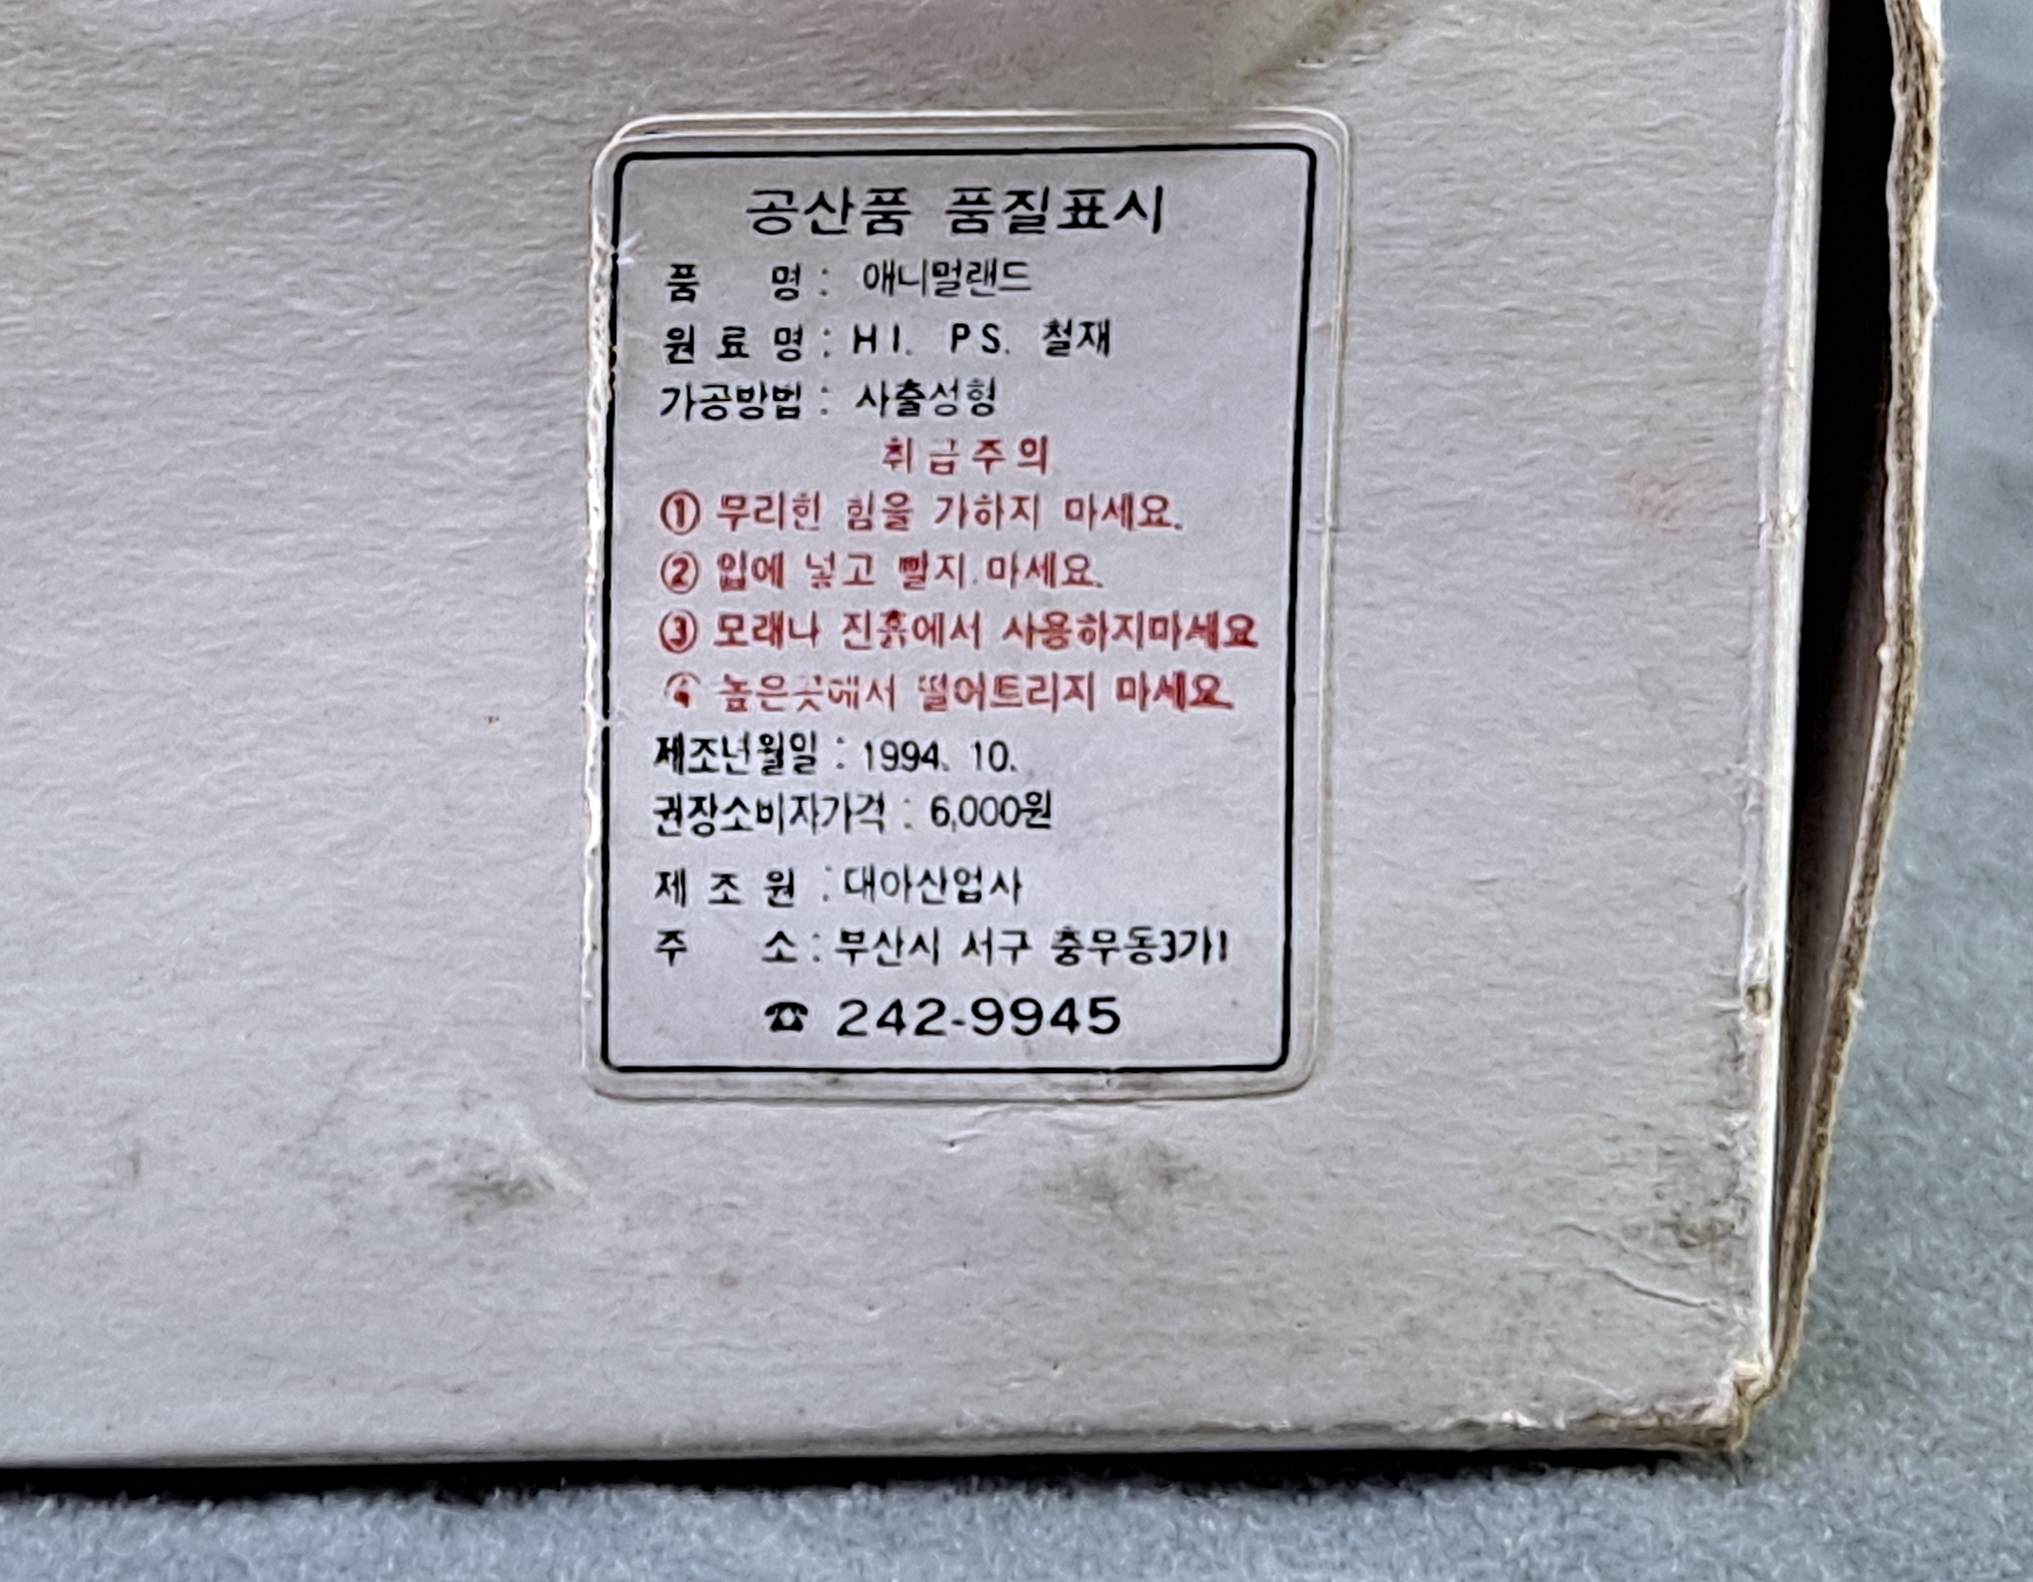 공산품 품질표시
품 명 : 애니멀랜드
원 료 명 : HI. PS. 철재
가공방법 : 사출성형
취급주의
① 무리한 힘을 가하지 마세요.
② 입에 넣고 빨지 마세요.
③ 모래나 진흙에서 사용하지마세요
④ 높은곳에서 떨어트리지 마세요.
제조년월일 : 1994. 10.
권장소비자가격 : 6,000원
제 조 원 : 대아산업사
주 소 : 부산시 서구 충무동3가1
☎ 242-9945